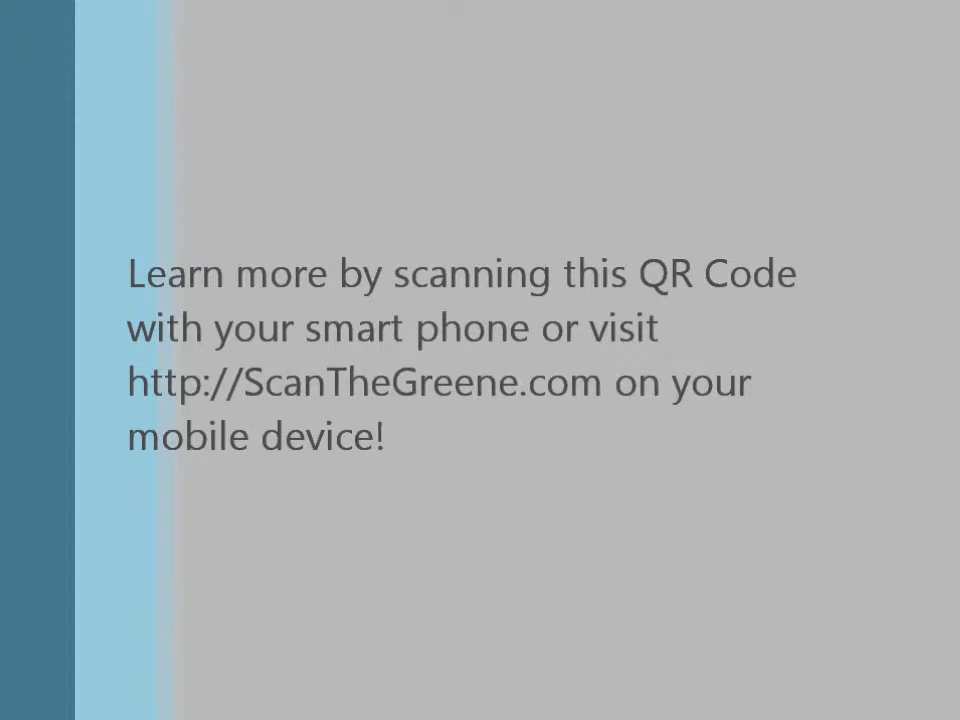 Learn more by scanning this QR Code
with your smart phone or visit
http://ScanTheGreene.com on your
mobile device!